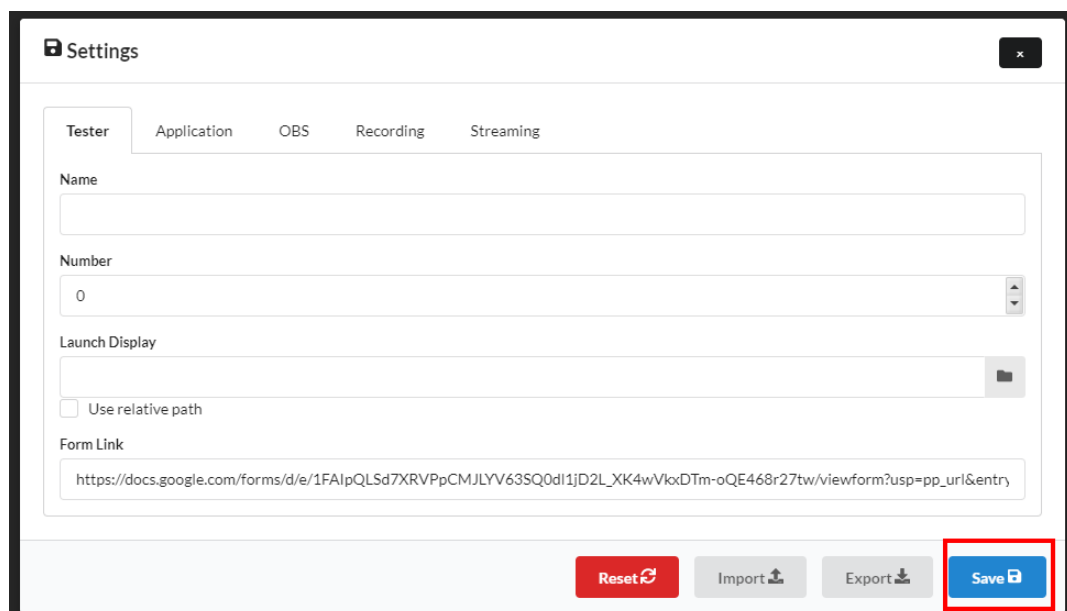 Settings
×
Tester Application OBS Recording Streaming
Name
Number
0
Launch Display
Use relative path
Form Link
https://docs.google.com/forms/d/e/1FAIpQLSd7XRVPpCMJLYV63SQ0dl1jD2L_XK4wVkxDTm-oQE468r27tw/viewform?usp=pp_url&entry
Reset Import Export Save